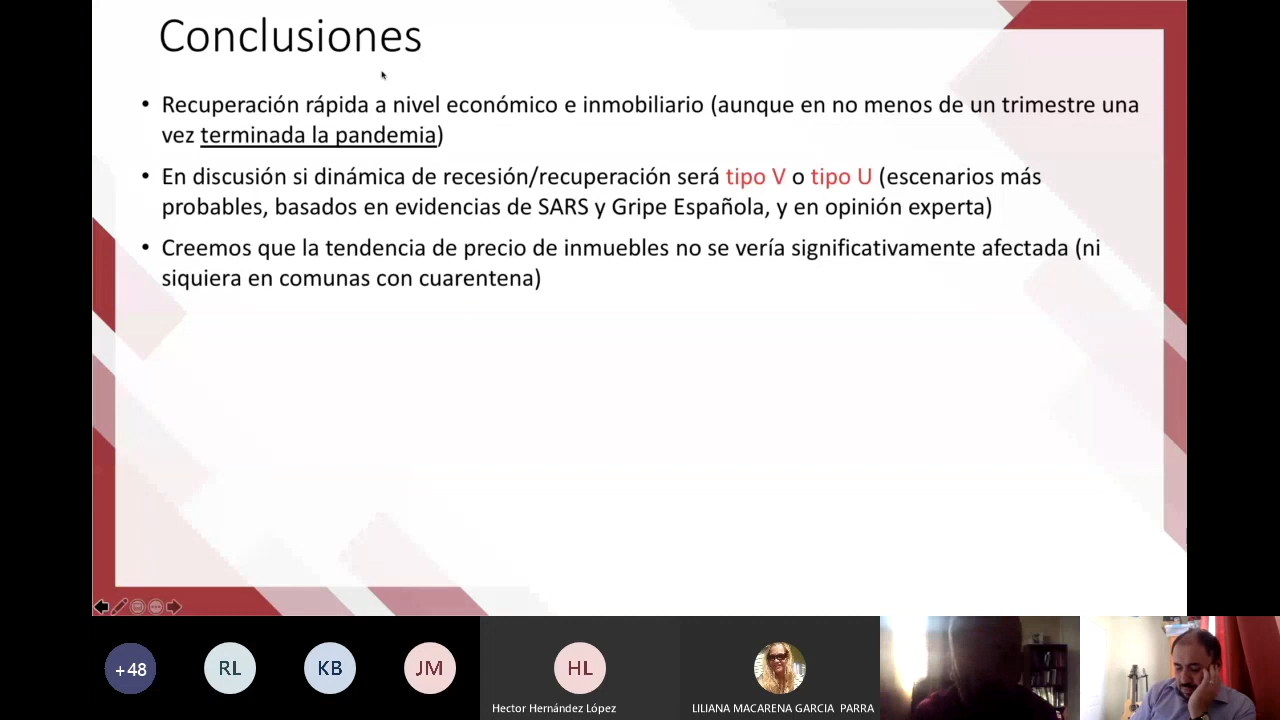 Conclusiones
• Recuperación rápida a nivel económico e inmobiliario (aunque en no menos de un trimestre una
vez terminada la pandemia)
• En discusión si dinámica de recesión/recuperación será tipo V o tipo U (escenarios más
probables, basados en evidencias de SARS y Gripe Española, y en opinión experta)
• Creemos que la tendencia de precio de inmuebles no se vería significativamente afectada (ni
siquiera en comunas con cuarentena)
+48
RL
KB
JM
HL
Hector Hernández López
LILIANA MACARENA GARCIA PARRA